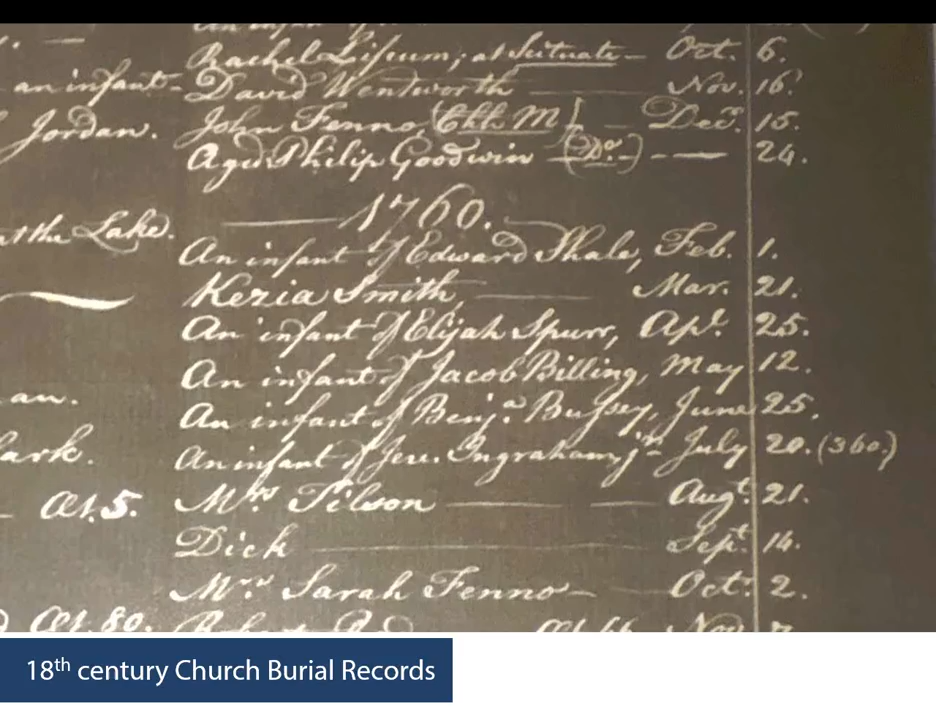 Rachel Liscum; at Scituate – Oct. 6.
an infant – David Wentworth — Nov. 16.
Jordan. John Fenno, — Decr. 15.
Philip Goodwin (Do.) - — 24.
— 1760. —
at the Lake.
An infant of Edward Shale, Feb. 1.
Kezia Smith, — Mar. 21.
An infant of Elijah Spurr, Apl. 25.
An infant of Jacob Billing, May 12.
an. An infant of Benja. Bussey, June 25.
ark. An infant of Jere. Ingraham jr. July 20. (360.)
Æt. 5. Mrs. Tilson — — Augt. 21.
Dick — Sept. 14.
Mrs. Sarah Fenno – Oct. 2.
Æt. 80.
18th century Church Burial Records